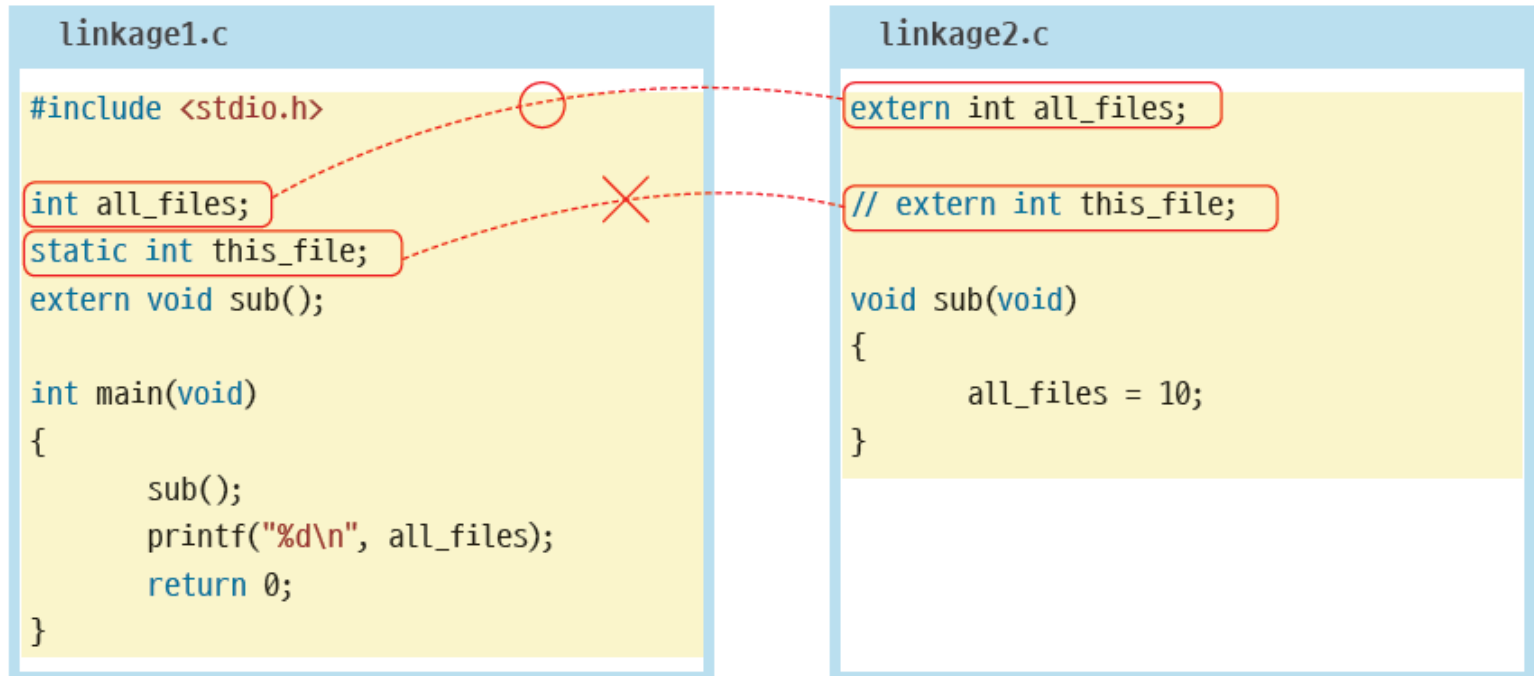 linkage1.c
#include <stdio.h>
int all_files;
static int this_file;
extern void sub();
int main(void)
{
sub();
printf("%d\n", all_files);
return 0;
}
linkage2.c
extern int all_files;
// extern int this_file;
void sub(void)
{
all_files = 10;
}